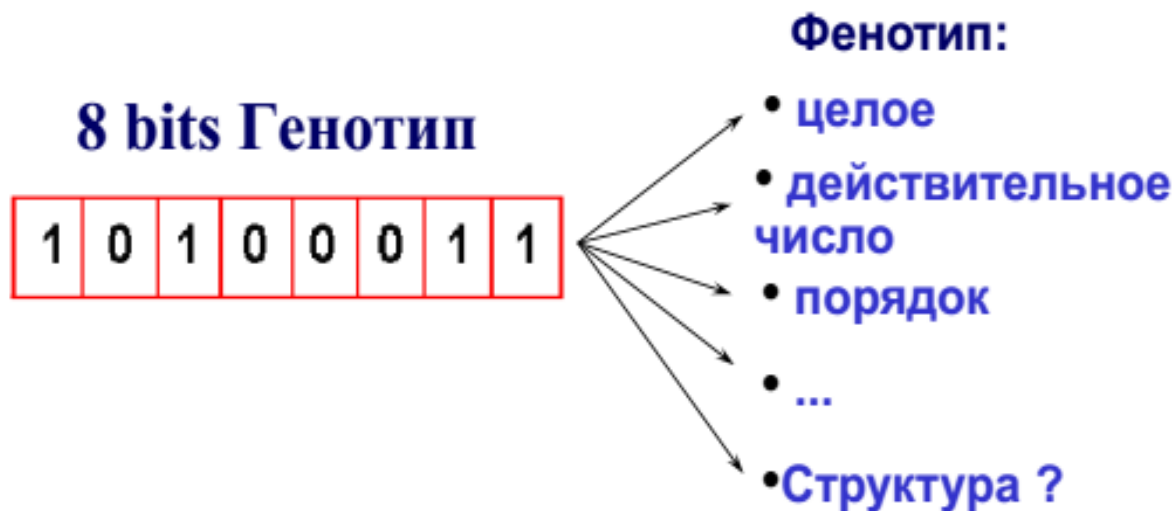 8 bits Генотип
1 0 1 0 0 0 1 1
Фенотип:
• целое
• действительное
число
• порядок
• ...
•Структура ?